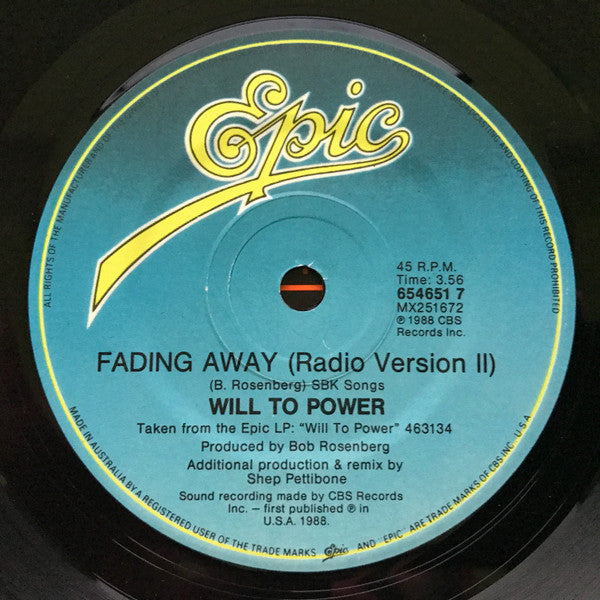 Epic
45 R.P.M.
Time: 3.56
654651 7
MX251672
℗ 1988 CBS
Records Inc.
FADING AWAY (Radio Version II)
(B. Rosenberg) SBK Songs
WILL TO POWER
Taken from the Epic LP: "Will To Power" 463134
Produced by Bob Rosenberg
Additional production & remix by
Shep Pettibone
Sound recording made by CBS Records
Inc. – first published ℗ in
U.S.A. 1988.
ALL RIGHTS OF THE MANUFACTURER AND
COPYING OF THIS RECORD PROHIBITED
MADE IN AUSTRALIA BY A REGISTERED USER OF THE TRADE MARKS Epic AND "EPIC" ARE TRADE MARKS OF CBS INC. U.S.A.